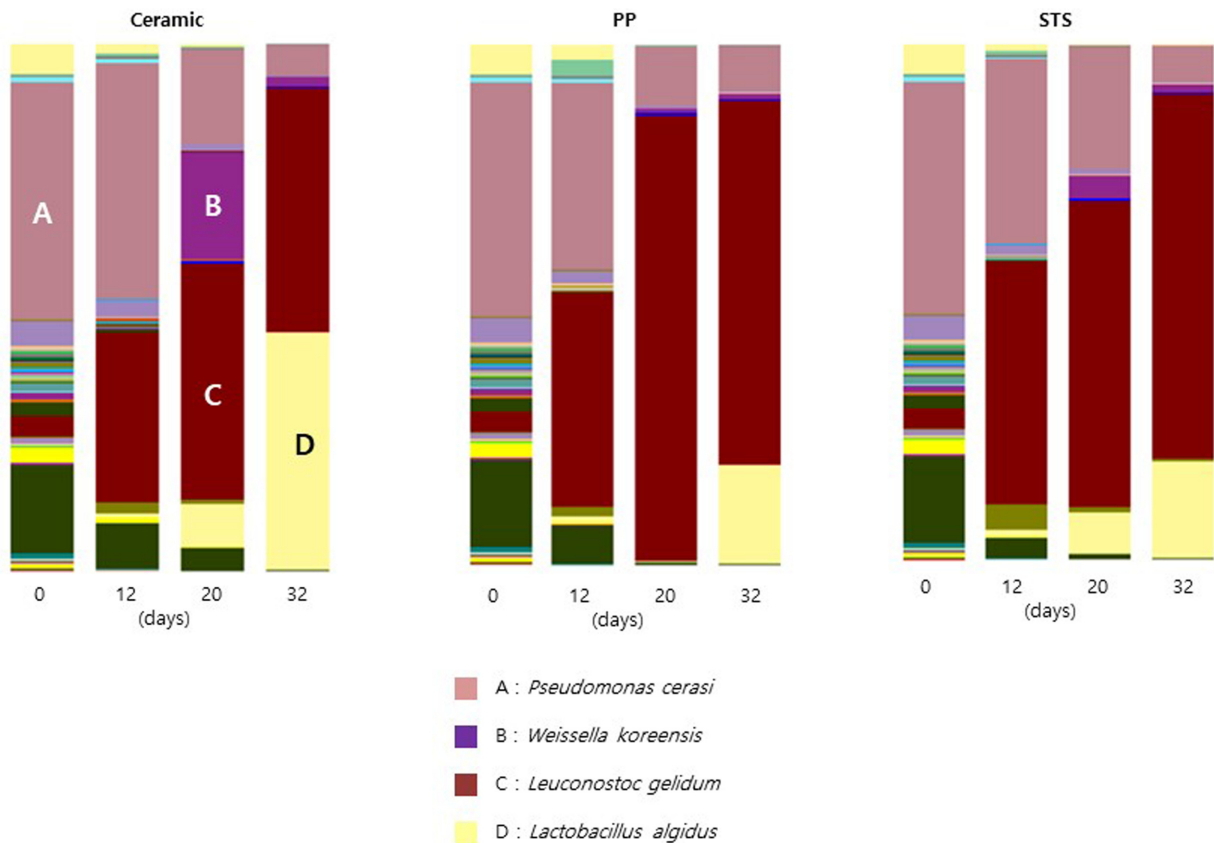 Ceramic
PP
STS
A
B
C
D
0 12 20 32
(days)
0 12 20 32
(days)
0 12 20 32
(days)
A : Pseudomonas cerasi
B : Weissella koreensis
C : Leuconostoc gelidum
D : Lactobacillus algidus